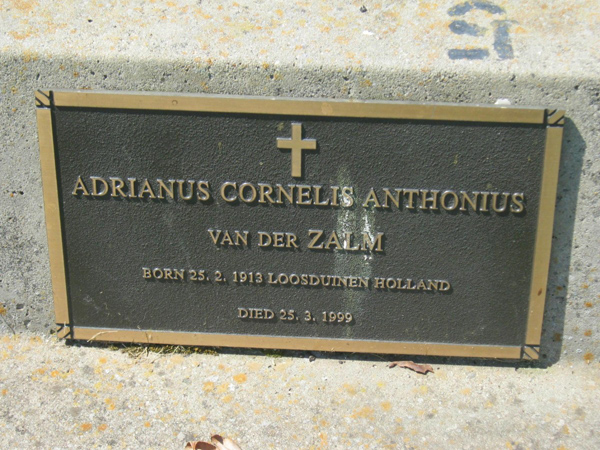 ADRIANUS CORNELIS ANTHONIUS
VAN DER ZALM
BORN 25. 2. 1913 LOOSDUINEN HOLLAND
DIED 25. 3. 1999